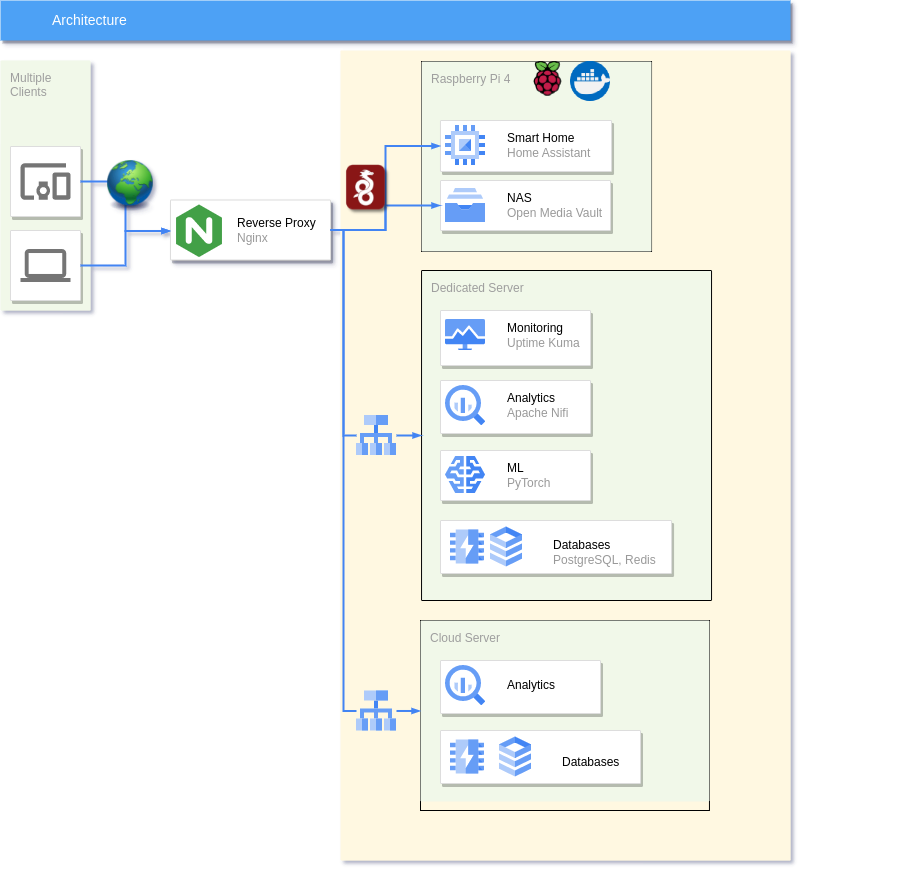 Architecture
Multiple
Clients
Reverse Proxy
Nginx
Raspberry Pi 4
Smart Home
Home Assistant
NAS
Open Media Vault
Dedicated Server
Monitoring
Uptime Kuma
Analytics
Apache Nifi
ML
PyTorch
Databases
PostgreSQL, Redis
Cloud Server
Analytics
Databases